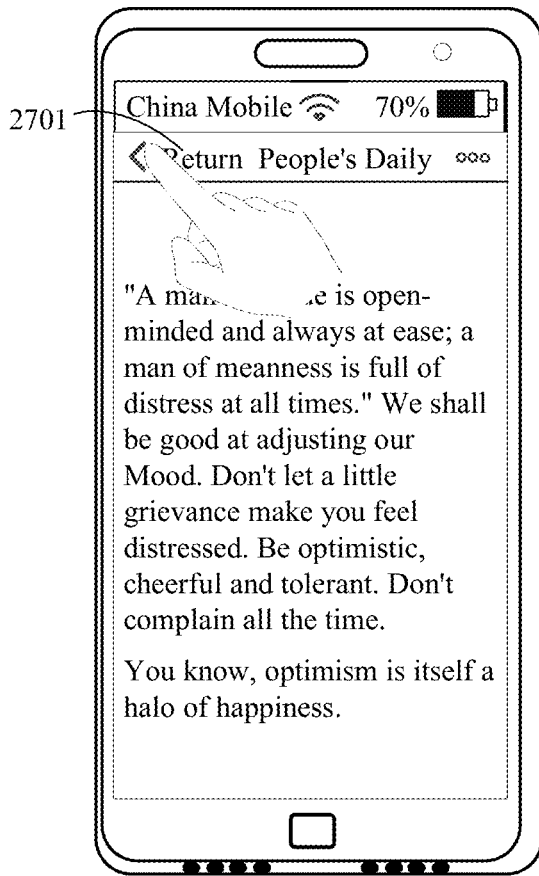 China Mobile 70%
2701
Return People's Daily
"A man is open-
minded and always at ease; a
man of meanness is full of
distress at all times." We shall
be good at adjusting our
Mood. Don't let a little
grievance make you feel
distressed. Be optimistic,
cheerful and tolerant. Don't
complain all the time.
You know, optimism is itself a
halo of happiness.